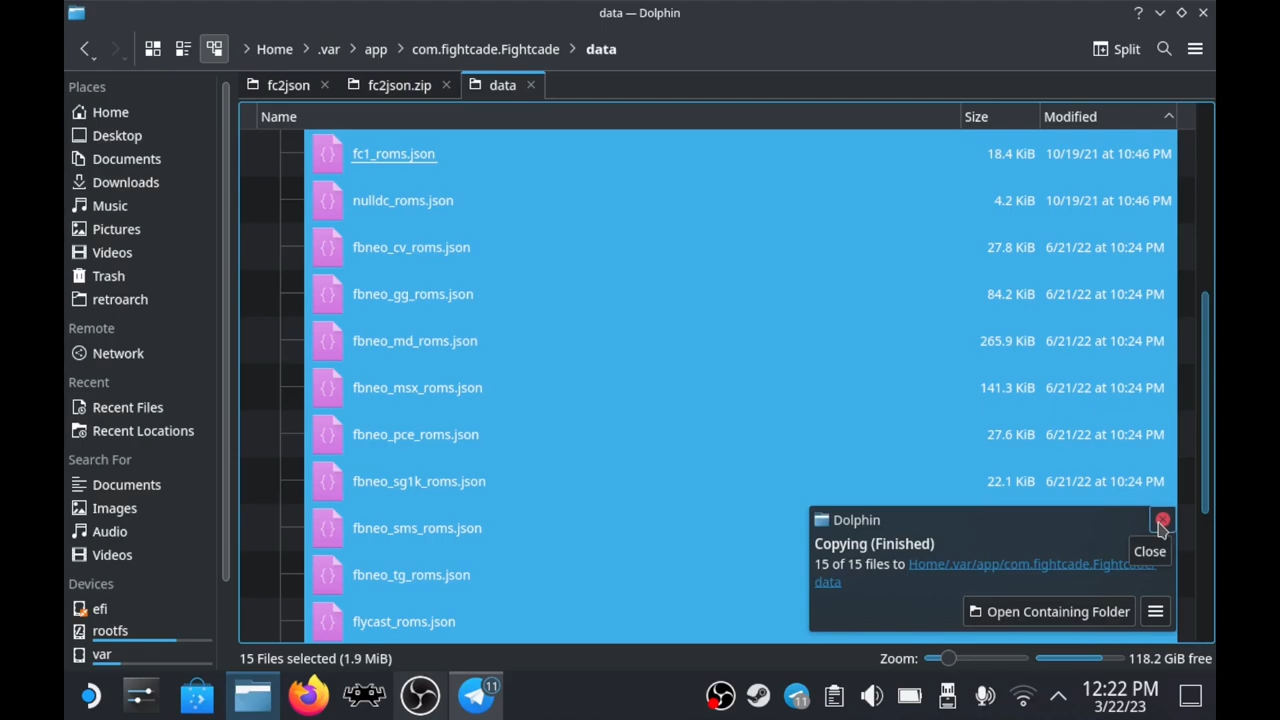 data — Dolphin
Home > .var > app > com.fightcade.Fightcade > data
Split
fc2json
fc2json.zip
data
Places
Home
Desktop
Documents
Downloads
Music
Pictures
Videos
Trash
retroarch
Remote
Network
Recent
Recent Files
Recent Locations
Search For
Documents
Images
Audio
Videos
Devices
efi
rootfs
var
Name Size Modified
fc1_roms.json 18.4 KiB 10/19/21 at 10:46 PM
nulldc_roms.json 4.2 KiB 10/19/21 at 10:46 PM
fbneo_cv_roms.json 27.8 KiB 6/21/22 at 10:24 PM
fbneo_gg_roms.json 84.2 KiB 6/21/22 at 10:24 PM
fbneo_md_roms.json 265.9 KiB 6/21/22 at 10:24 PM
fbneo_msx_roms.json 141.3 KiB 6/21/22 at 10:24 PM
fbneo_pce_roms.json 27.6 KiB 6/21/22 at 10:24 PM
fbneo_sg1k_roms.json 22.1 KiB 6/21/22 at 10:24 PM
fbneo_sms_roms.json
fbneo_tg_roms.json
flycast_roms.json
Dolphin
Copying (Finished)
Close
15 of 15 files to Home/.var/app/com.fightcade.Fightcade/
data
Open Containing Folder
15 Files selected (1.9 MiB)
Zoom:
118.2 GiB free
11
11
12:22 PM
3/22/23